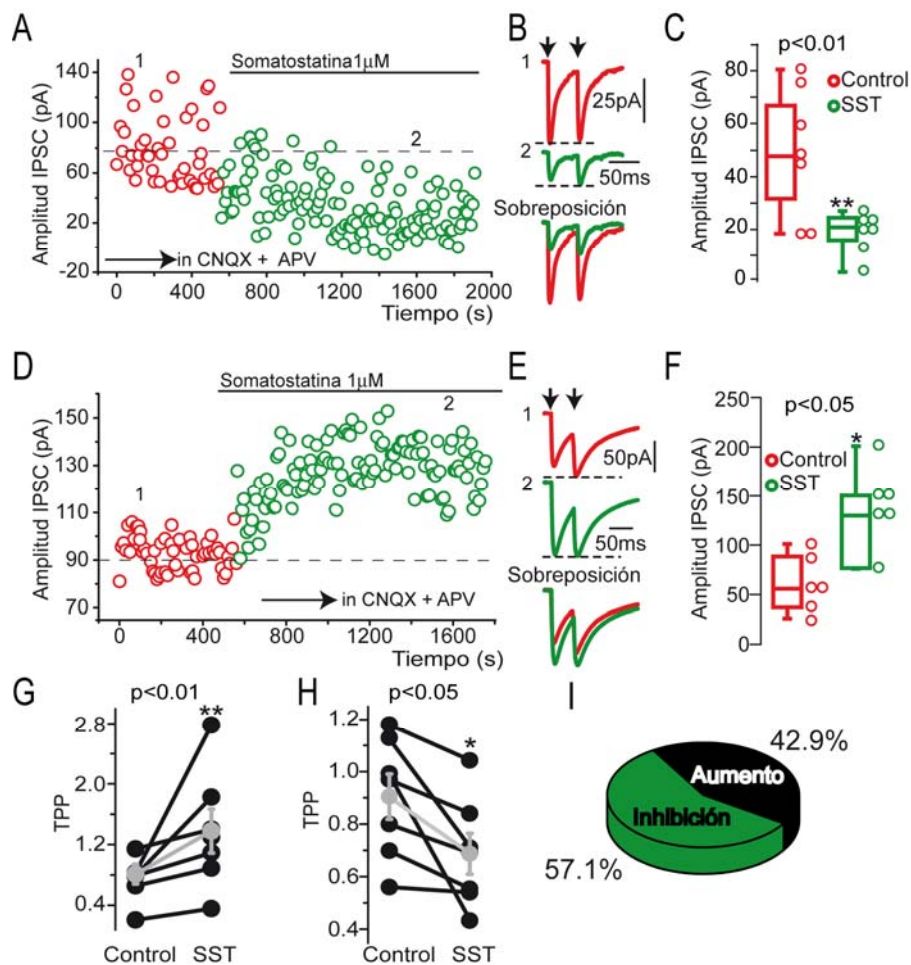 A
Somatostina1μM
1
2
in CNQX + APV
Amplitud IPSC (pA)
140
100
60
20
-20
0
400
800
1200
1600
2000
Tiempo (s)
B
1
25pA
2
50ms
Sobreposición
C
p<0.01
Control
SST
**
Amplitud IPSC (pA)
80
60
40
20
0
D
Somatostatina 1μM
1
2
in CNQX + APV
Amplitud IPSC (pA)
150
130
110
90
70
0
400
800
1200
1600
Tiempo (s)
E
1
50pA
2
50ms
Sobreposición
F
p<0.05
*
Control
SST
Amplitud IPSC (pA)
250
200
150
100
50
0
G
p<0.01
**
TPP
2.8
2.0
1.2
0.4
Control SST
H
p<0.05
*
TPP
1.2
1.0
0.8
0.6
0.4
Control SST
I
42.9%
Aumento
Inhibición
57.1%